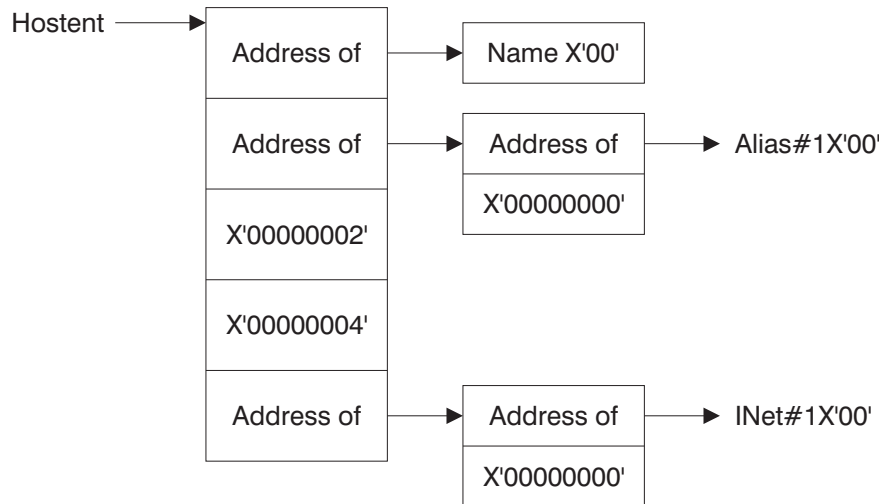 Hostent
Address of
Name X'00'
Address of
Address of
Alias#1X'00'
X'00000000'
X'00000002'
X'00000004'
Address of
Address of
INet#1X'00'
X'00000000'